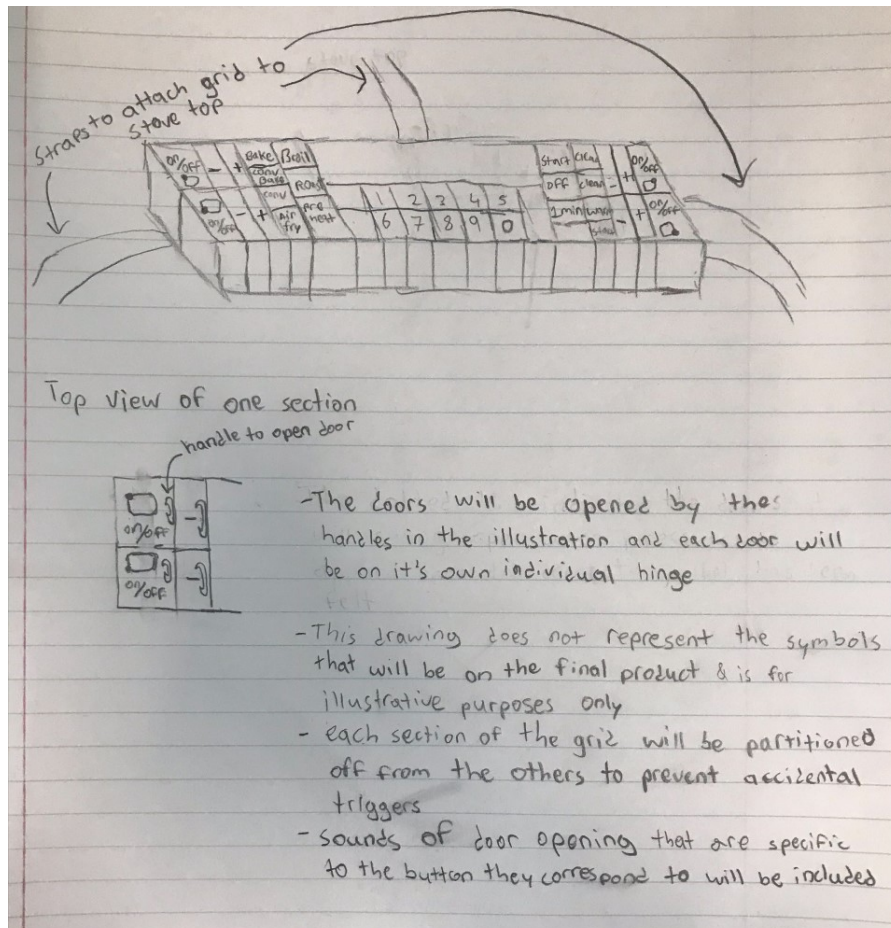 Straps to attach grid to
stove top
on/off - + Bake Broil
conv Bake
Roast
on/off - + conv
Air fry
pre heat
1 2 3 4 5
6 7 8 9 0
Start
OFF clean - + on/off
1 min - + on/off
Top view of one section
handle to open door
on/off -
on/off -
- The doors will be opened by the
handles in the illustration and each door will
be on it's own individual hinge
- This drawing does not represent the symbols
that will be on the final product & is for
illustrative purposes only
- each section of the grid will be partitioned
off from the others to prevent accidental
triggers
- sounds of door opening that are specific
to the button they correspond to will be included